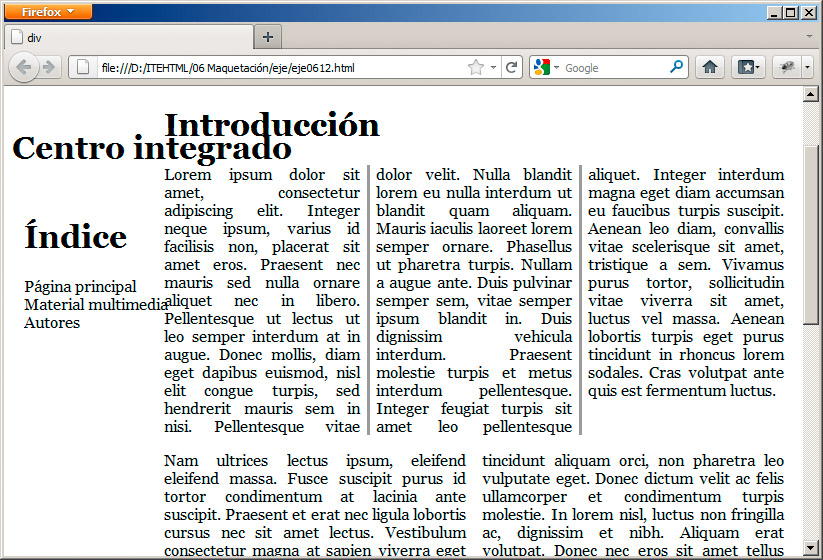 Firefox
div
file:///D:/ITEHTML/06 Maquetación/eje/eje0612.html
Google
Introducción
Centro integrado
Índice
Página principal
Material multimedia
Autores
Lorem ipsum dolor sit
amet, consectetur
adipiscing elit. Integer
neque ipsum, varius id
facilisis non, placerat sit
amet eros. Praesent nec
mauris sed nulla ornare
aliquet nec in libero.
Pellentesque ut lectus ut
leo semper interdum at in
augue. Donec mollis, diam
eget dapibus euismod, nisl
elit congue turpis, sed
hendrerit mauris sem in
nisi. Pellentesque vitae
dolor velit. Nulla blandit
lorem eu nulla interdum ut
blandit quam aliquam.
Mauris iaculis laoreet lorem
semper ornare. Phasellus
ut pharetra turpis. Nullam
a augue ante. Duis pulvinar
semper sem, vitae semper
ipsum blandit in. Duis
dignissim vehicula
interdum. Praesent
molestie turpis et metus
interdum pellentesque.
Integer feugiat turpis sit
amet leo pellentesque
aliquet. Integer interdum
magna eget diam accumsan
eu faucibus turpis suscipit.
Aenean leo diam, convallis
vitae scelerisque sit amet,
tristique a sem. Vivamus
purus tortor, sollicitudin
vitae viverra sit amet,
luctus vel massa. Aenean
lobortis turpis eget purus
tincidunt in rhoncus lorem
sodales. Cras volutpat ante
quis est fermentum luctus.
Nam ultrices lectus ipsum, eleifend
eleifend massa. Fusce suscipit purus id
tortor condimentum at lacinia ante
suscipit. Praesent et erat nec ligula lobortis
cursus nec sit amet lectus. Vestibulum
consectetur magna at sapien viverra eget
tincidunt aliquam orci, non pharetra leo
vulputate eget. Donec dictum velit ac felis
ullamcorper et condimentum turpis
molestie. In lorem nisl, luctus non fringilla
ac, dignissim et nibh. Aliquam erat
volutpat. Donec nec eros sit amet tellus